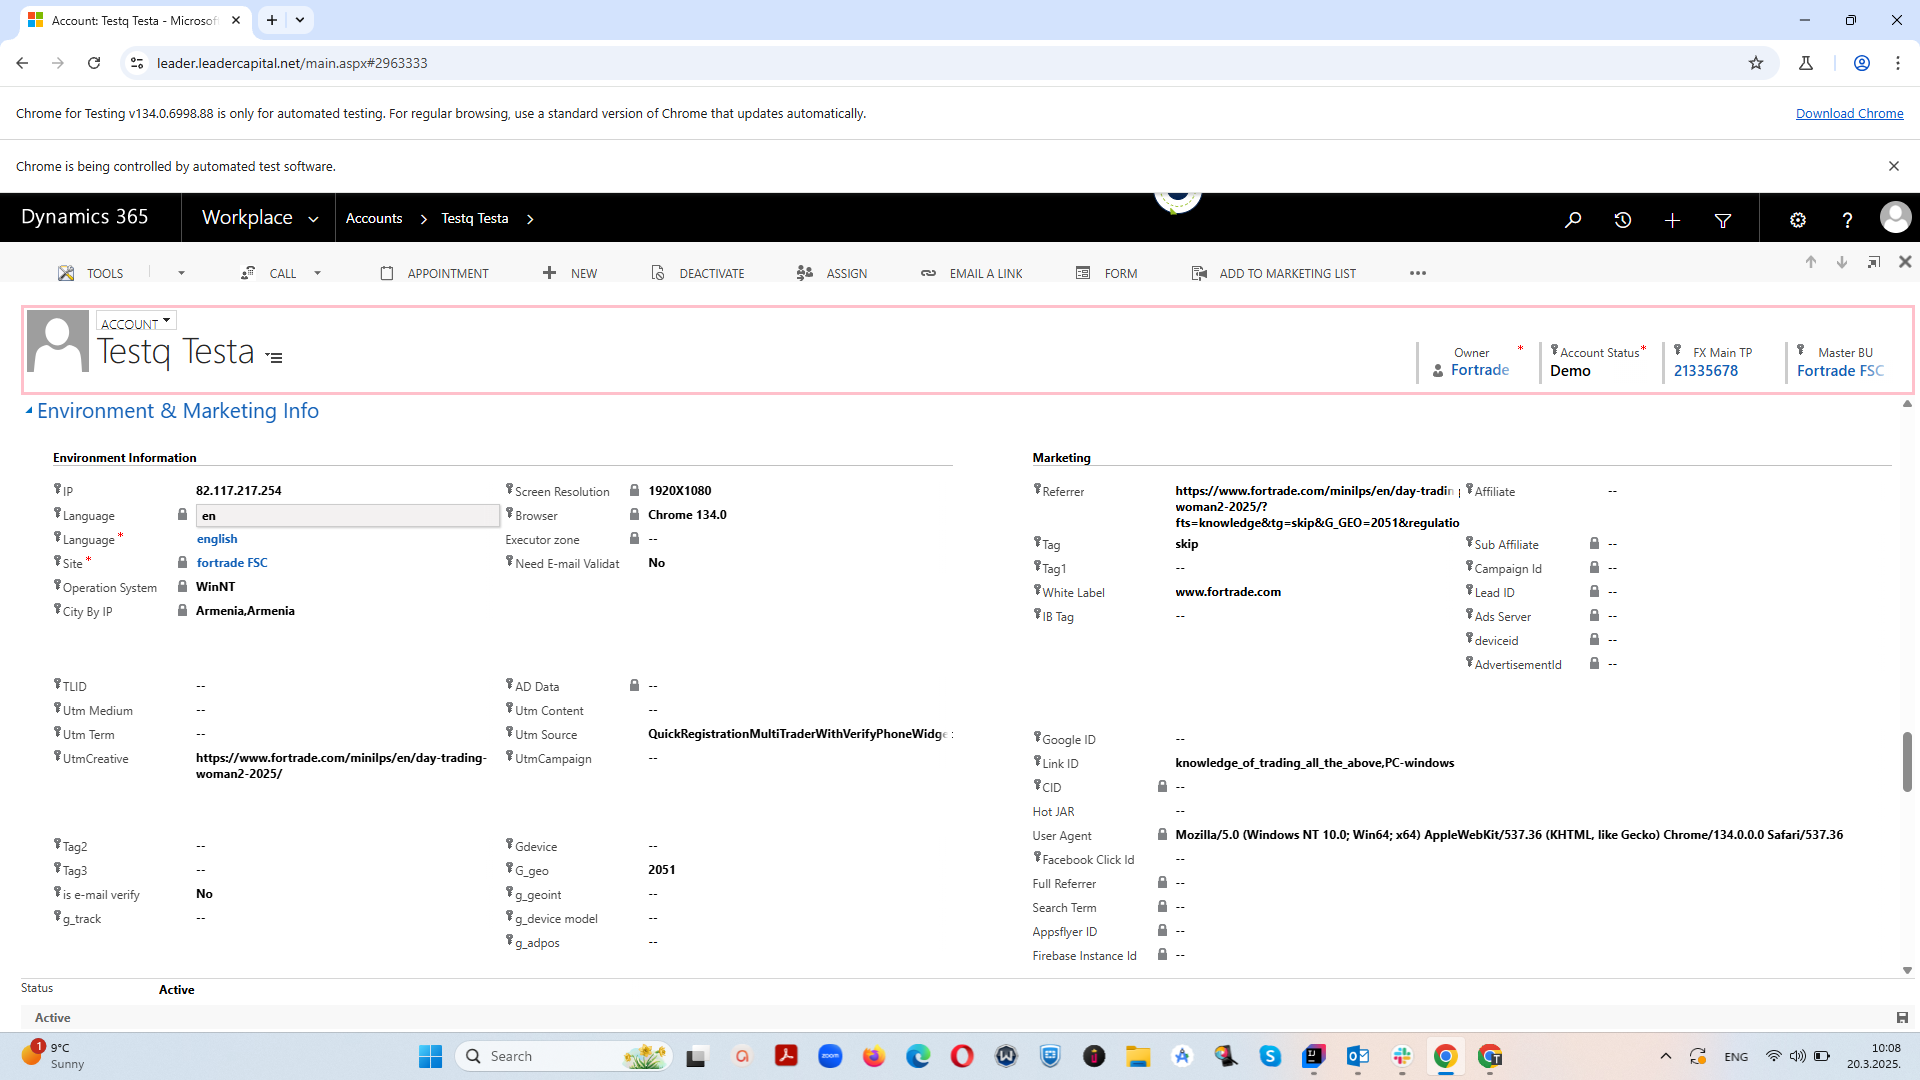 Account: Testq Testa - Microsof
leader.leadercapital.net/main.aspx#2963333
Chrome for Testing v134.0.6998.88 is only for automated testing. For regular browsing, use a standard version of Chrome that updates automatically.
Download Chrome
Chrome is being controlled by automated test software.
Dynamics 365
Workplace
Accounts
Testq Testa
TOOLS
CALL
APPOINTMENT
NEW
DEACTIVATE
ASSIGN
EMAIL A LINK
FORM
ADD TO MARKETING LIST
ACCOUNT
Testq Testa
Owner *
Fortrade
Account Status *
Demo
FX Main TP
21335678
Master BU
Fortrade FSC
Environment & Marketing Info
Environment Information
IP 82.117.217.254
Language en
Language * english
Site * fortrade FSC
Operation System WinNT
City By IP Armenia,Armenia
Screen Resolution 1920X1080
Browser Chrome 134.0
Executor zone --
Need E-mail Validat No
TLID --
Utm Medium --
Utm Term --
UtmCreative https://www.fortrade.com/minilps/en/day-trading-
woman2-2025/
AD Data --
Utm Content --
Utm Source QuickRegistrationMultiTraderWithVerifyPhoneWidge
UtmCampaign --
Tag2 --
Tag3 --
is e-mail verify No
g_track --
Gdevice --
G_geo 2051
g_geoint --
g_device model --
g_adpos --
Marketing
Referrer https://www.fortrade.com/minilps/en/day-tradin
woman2-2025/?
fts=knowledge&tg=skip&G_GEO=2051&regulatio
Tag skip
Tag1 --
White Label www.fortrade.com
IB Tag --
Affiliate --
Sub Affiliate --
Campaign Id --
Lead ID --
Ads Server --
deviceid --
AdvertisementId --
Google ID --
Link ID knowledge_of_trading_all_the_above,PC-windows
CID --
Hot JAR --
User Agent Mozilla/5.0 (Windows NT 10.0; Win64; x64) AppleWebKit/537.36 (KHTML, like Gecko) Chrome/134.0.0.0 Safari/537.36
Facebook Click Id --
Full Referrer --
Search Term --
Appsflyer ID --
Firebase Instance Id --
Status Active
Active
1
9°C
Sunny
Search
zoom
ENG
10:08
20.3.2025.